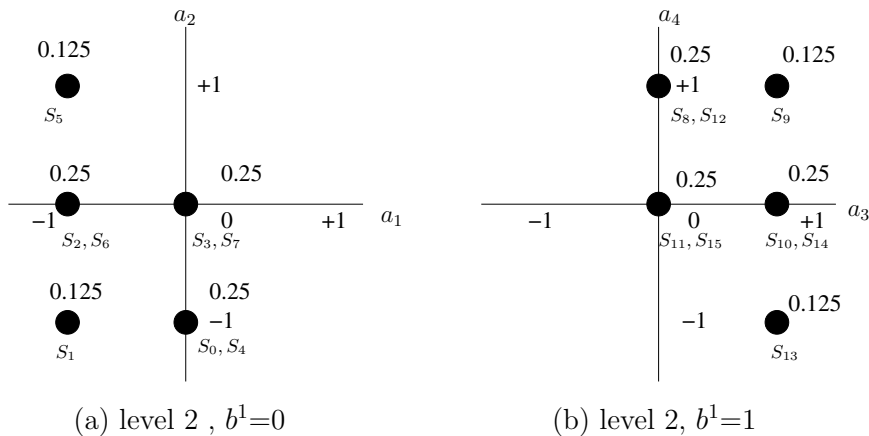 a₂
0.125
+1
S₅
0.25
0.25
−1
0
+1
a₁
S₂, S₆
S₃, S₇
0.125
0.25
−1
S₁
S₀, S₄
(a) level 2 , b¹=0
a₄
0.25
0.125
+1
S₈, S₁₂
S₉
0.25
0.25
−1
0
+1
a₃
S₁₁, S₁₅
S₁₀, S₁₄
0.125
−1
S₁₃
(b) level 2, b¹=1